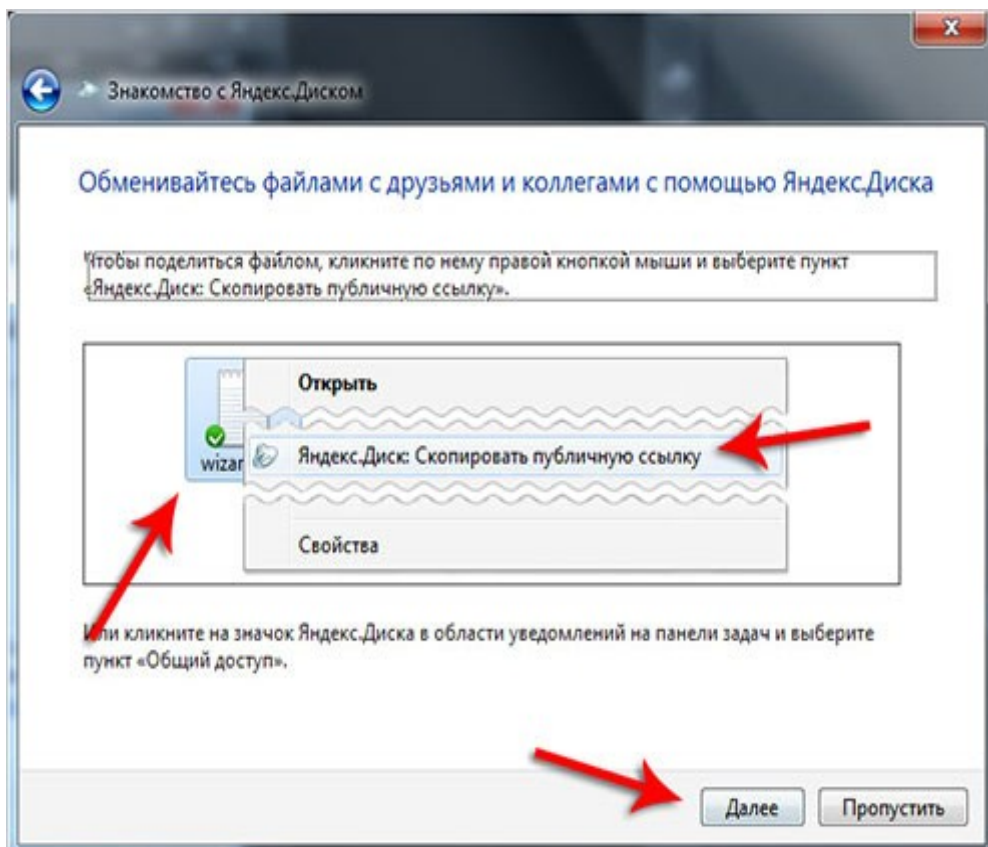 Знакомство с Яндекс.Диском
Обменивайтесь файлами с друзьями и коллегами с помощью Яндекс.Диска
Чтобы поделиться файлом, кликните по нему правой кнопкой мыши и выберите пункт
«Яндекс.Диск: Скопировать публичную ссылку».
Открыть
Яндекс.Диск: Скопировать публичную ссылку
wizar
Свойства
Или кликните на значок Яндекс.Диска в области уведомлений на панели задач и выберите
пункт «Общий доступ».
Далее
Пропустить